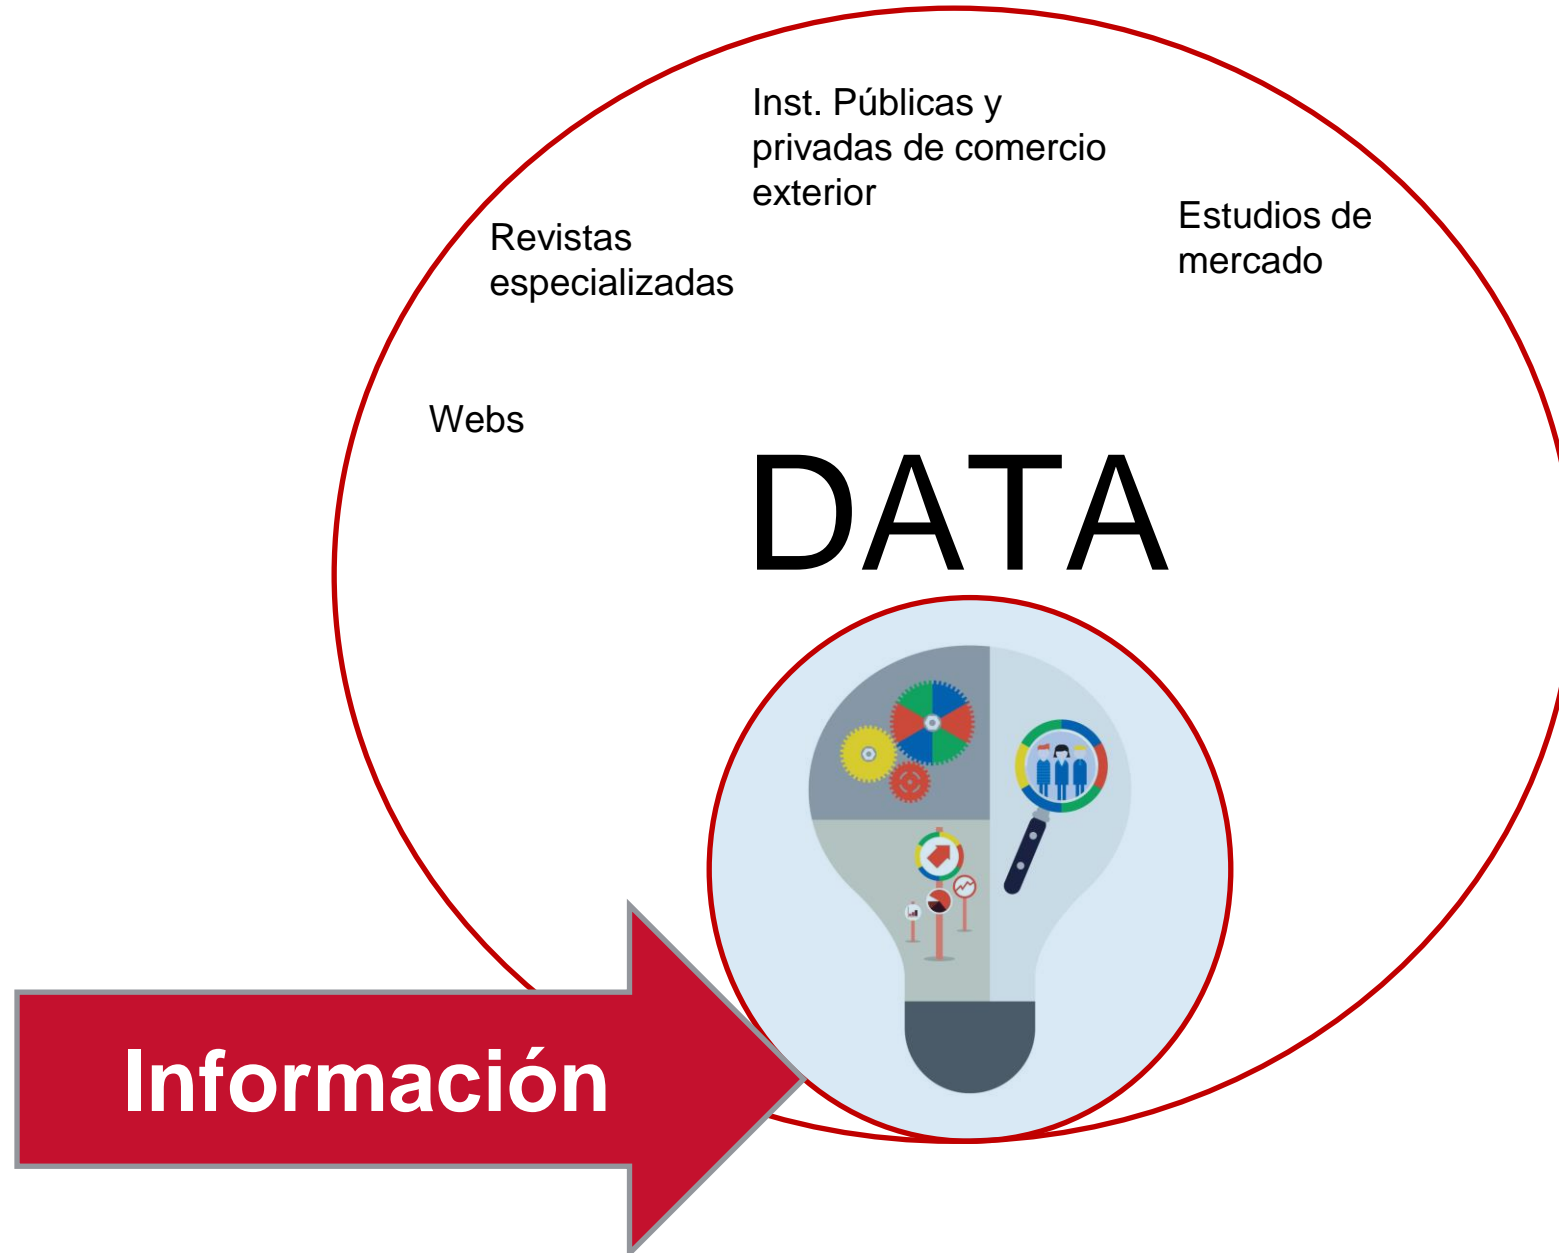 Inst. Públicas y
privadas de comercio
exterior
Estudios de
mercado
Revistas
especializadas
Webs
DATA
Información